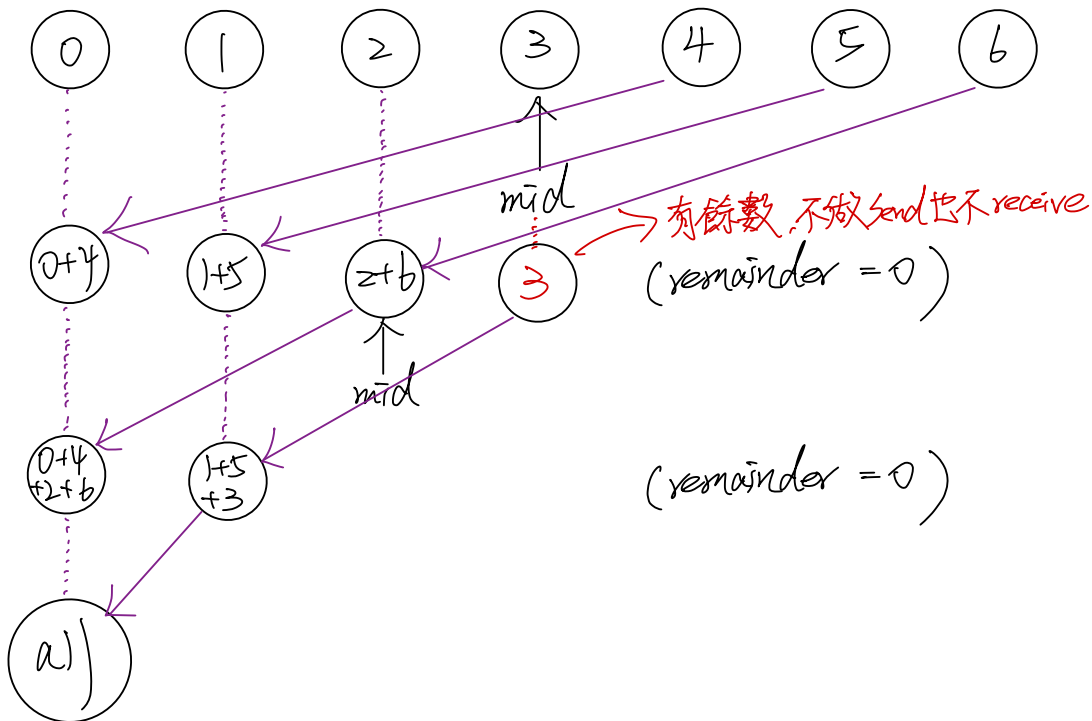 0 1 2 3 4 5 6
mid
有餘數,不做send也不receive
0+4 1+5 2+6 3 (remainder = 0)
mid
0+4
+2+6
1+5
+3
(remainder = 0)
all